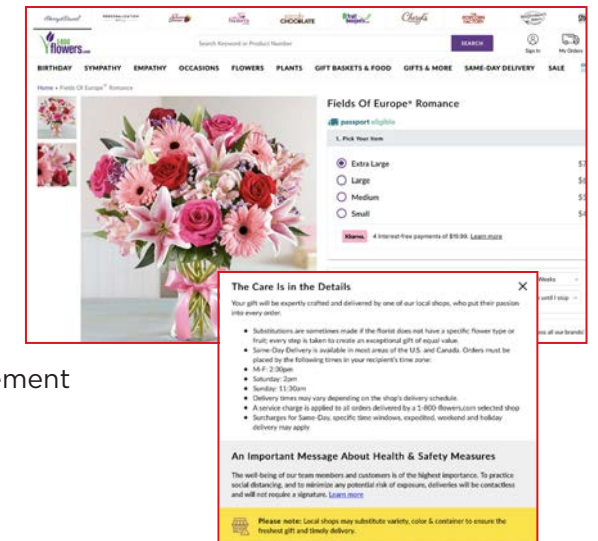 PERSONALIZATION
CHOCOLATE
Cheryl's
1-800
flowers.com
Search Keyword or Product Number
SEARCH
Sign In
My Orders
BIRTHDAY SYMPATHY EMPATHY OCCASIONS FLOWERS PLANTS GIFT BASKETS & FOOD GIFTS & MORE SAME-DAY DELIVERY SALE
Home » Fields Of Europe™ Romance
Fields Of Europe® Romance
passport eligible
1. Pick Your Item
Extra Large
Large
Medium
Small
Klarna. 4 interest-free payments of $19.99. Learn more
Weeks
until I stop
ss all our brands!
The Care Is in the Details
Your gift will be expertly crafted and delivered by one of our local shops, who put their passion
into every order.
Substitutions are sometimes made if the florist does not have a specific flower type or
fruit; every step is taken to create an exceptional gift of equal value.
Same-Day Delivery is available in most areas of the U.S. and Canada. Orders must be
placed by the following times in your recipient's time zone:
M-F: 2:30pm
Saturday: 2pm
Sunday: 11:30am
Delivery times may vary depending on the shop's delivery schedule.
A service charge is applied to all orders delivered by a 1-800-flowers.com selected shop
Surcharges for Same-Day, specific time windows, expedited, weekend and holiday
delivery may apply
ement
An Important Message About Health & Safety Measures
The well-being of our team members and customers is of the highest importance. To practice
social distancing, and to minimize any potential risk of exposure, deliveries will be contactless
and will not require a signature. Learn more
Please note: Local shops may substitute variety, color & container to ensure the
freshest gift and timely delivery.